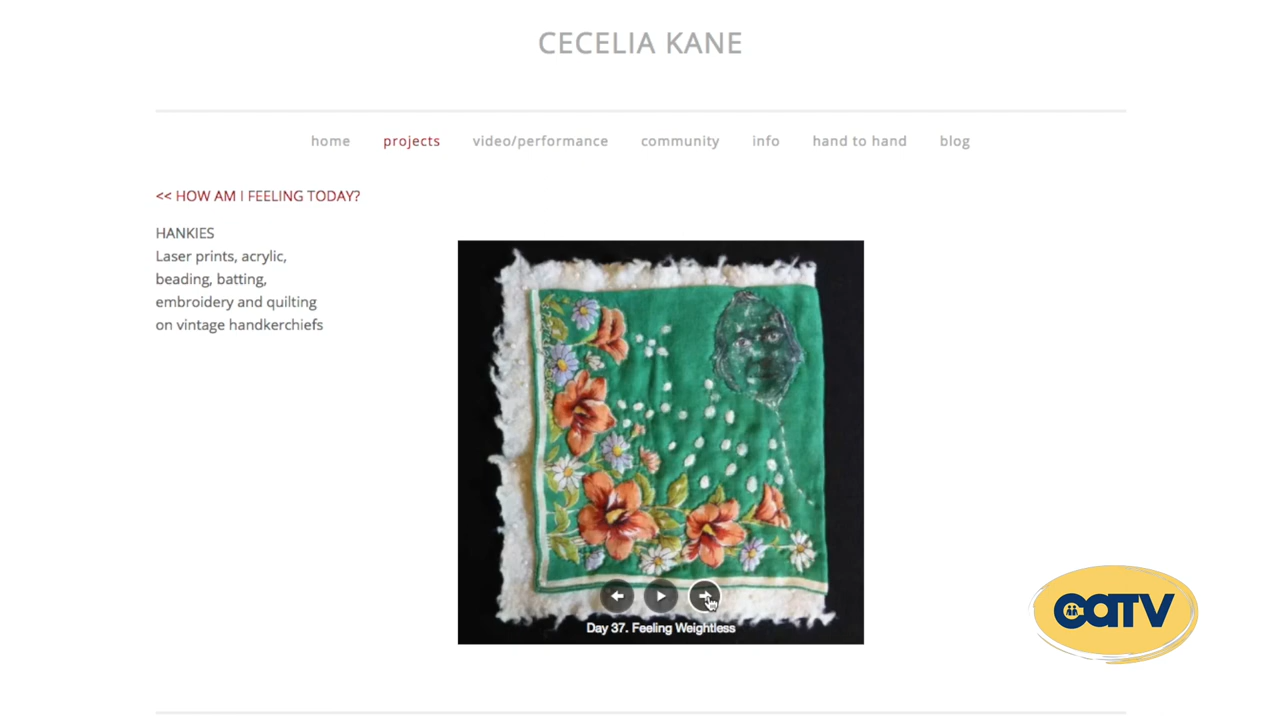 CECELIA KANE
home projects video/performance community info hand to hand blog
<< HOW AM I FEELING TODAY?
HANKIES
Laser prints, acrylic,
beading, batting,
embroidery and quilting
on vintage handkerchiefs
Day 37. Feeling Weightless
CATV